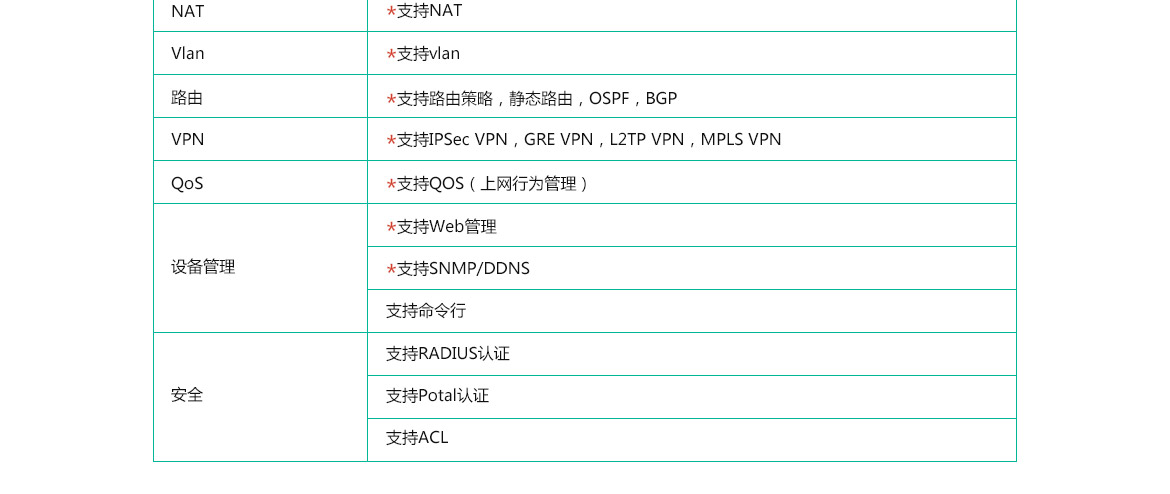 NAT
*支持NAT
Vlan
*支持vlan
路由
*支持路由策略，静态路由，OSPF，BGP
VPN
*支持IPSec VPN，GRE VPN，L2TP VPN，MPLS VPN
QoS
*支持QOS（上网行为管理）
设备管理
*支持Web管理
*支持SNMP/DDNS
支持命令行
安全
支持RADIUS认证
支持Potal认证
支持ACL